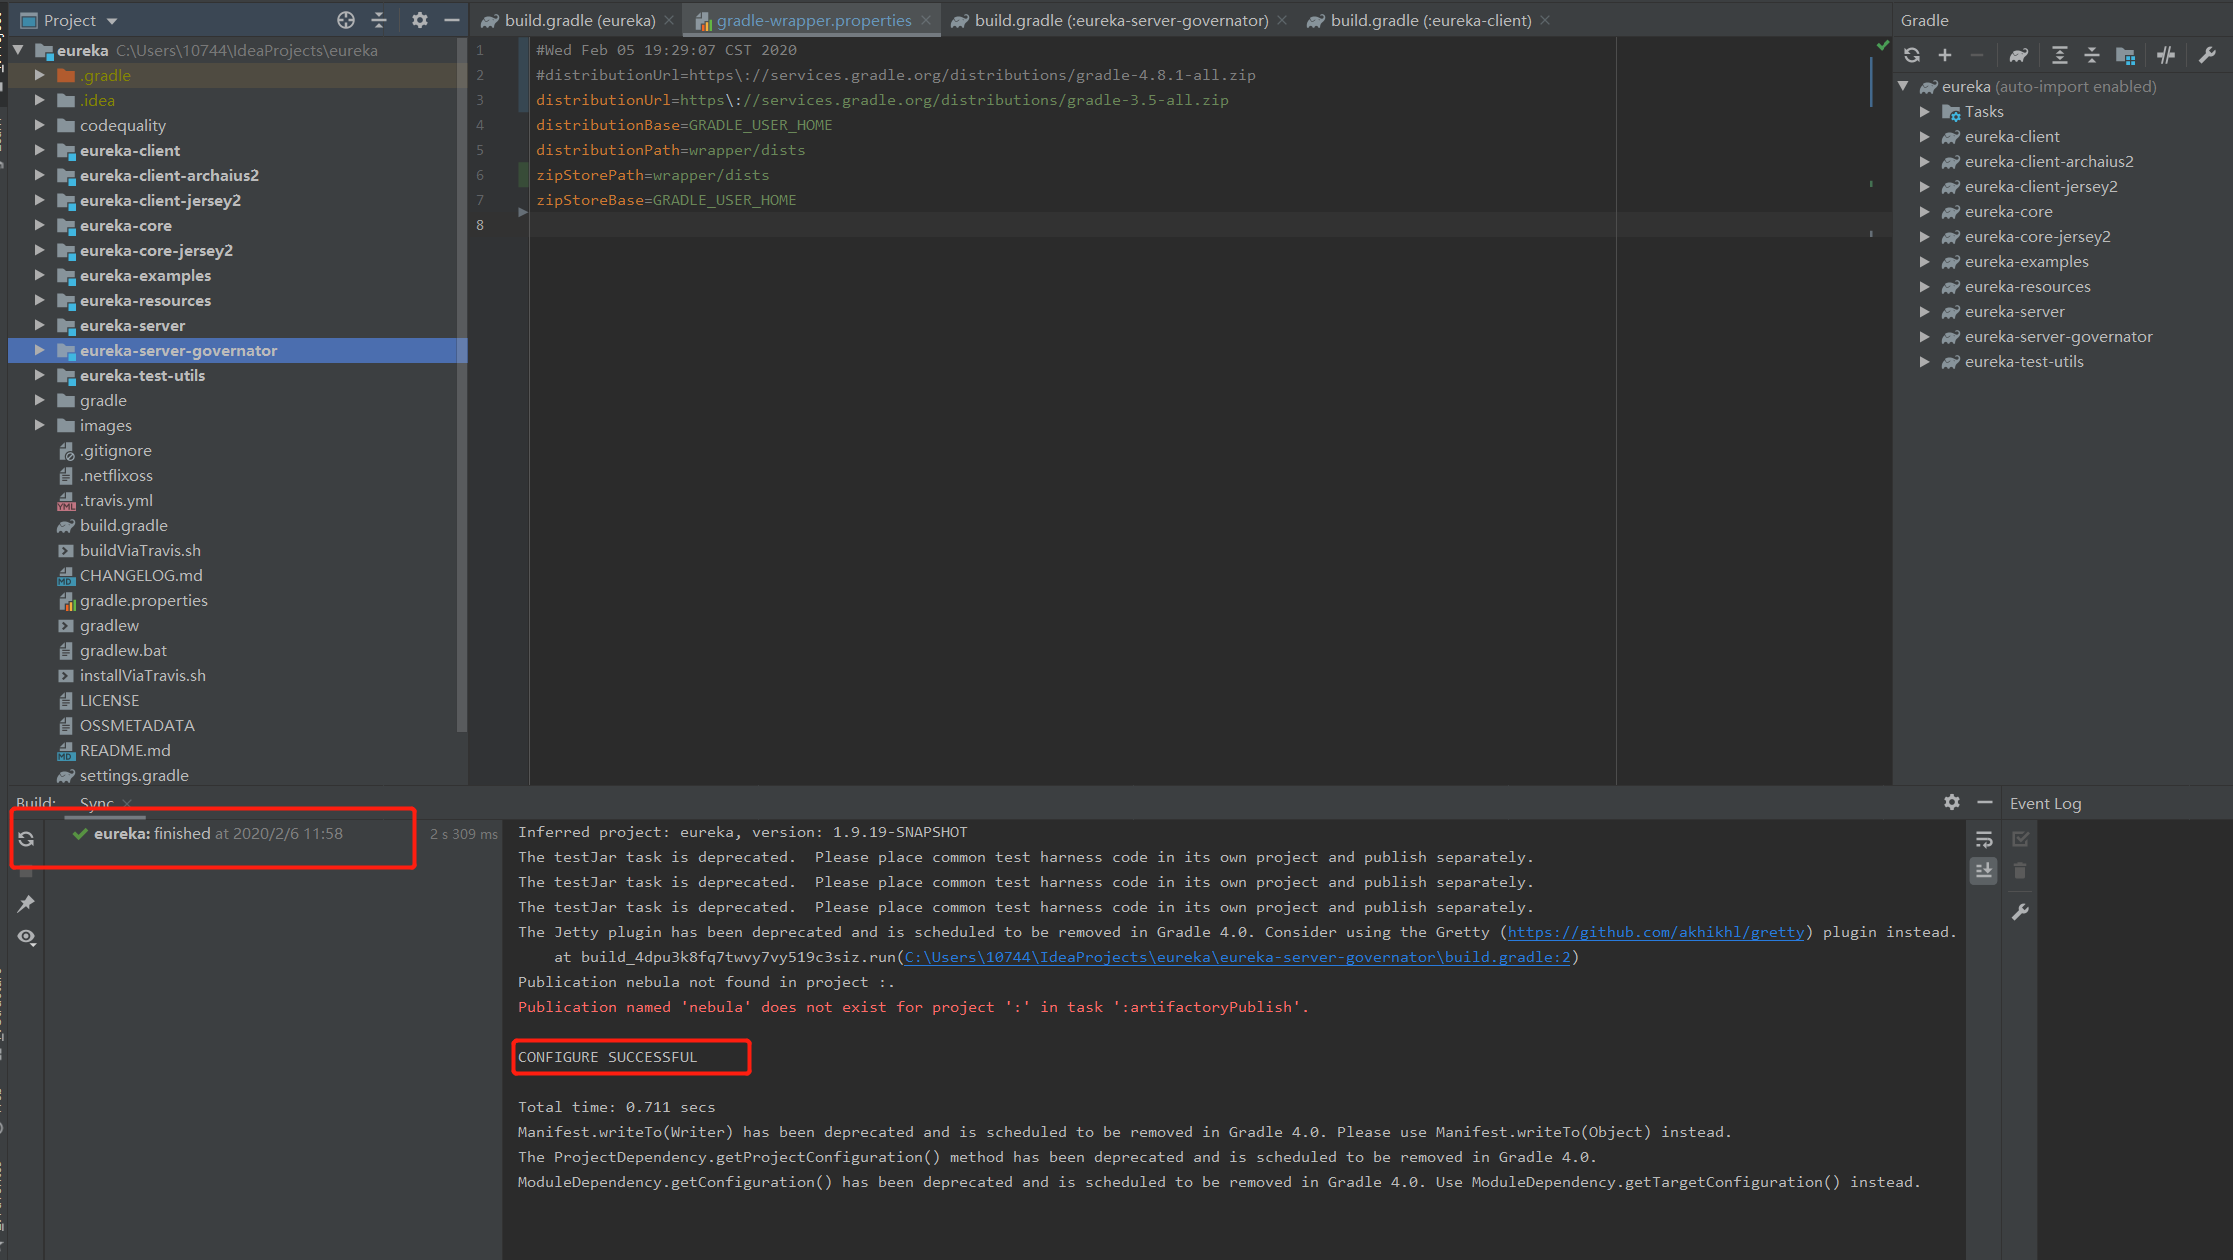 Project
build.gradle (eureka)
gradle-wrapper.properties
build.gradle (:eureka-server-governator)
build.gradle (:eureka-client)
Gradle
eureka C:\Users\10744\IdeaProjects\eureka
.gradle
.idea
codequality
eureka-client
eureka-client-archaius2
eureka-client-jersey2
eureka-core
eureka-core-jersey2
eureka-examples
eureka-resources
eureka-server
eureka-server-governator
eureka-test-utils
gradle
images
.gitignore
.netflixoss
.travis.yml
build.gradle
buildViaTravis.sh
CHANGELOG.md
gradle.properties
gradlew
gradlew.bat
installViaTravis.sh
LICENSE
OSSMETADATA
README.md
settings.gradle
1 #Wed Feb 05 19:29:07 CST 2020
2 #distributionUrl=https\://services.gradle.org/distributions/gradle-4.8.1-all.zip
3 distributionUrl=https\://services.gradle.org/distributions/gradle-3.5-all.zip
4 distributionBase=GRADLE_USER_HOME
5 distributionPath=wrapper/dists
6 zipStorePath=wrapper/dists
7 zipStoreBase=GRADLE_USER_HOME
8
eureka (auto-import enabled)
Tasks
eureka-client
eureka-client-archaius2
eureka-client-jersey2
eureka-core
eureka-core-jersey2
eureka-examples
eureka-resources
eureka-server
eureka-server-governator
eureka-test-utils
Build:
Sync
Event Log
eureka: finished at 2020/2/6 11:58
2 s 309 ms
Inferred project: eureka, version: 1.9.19-SNAPSHOT
The testJar task is deprecated.  Please place common test harness code in its own project and publish separately.
The testJar task is deprecated.  Please place common test harness code in its own project and publish separately.
The testJar task is deprecated.  Please place common test harness code in its own project and publish separately.
The Jetty plugin has been deprecated and is scheduled to be removed in Gradle 4.0. Consider using the Gretty (https://github.com/akhikhl/gretty) plugin instead.
at build_4dpu3k8fq7twvy7vy519c3siz.run(C:\Users\10744\IdeaProjects\eureka\eureka-server-governator\build.gradle:2)
Publication nebula not found in project :.
Publication named 'nebula' does not exist for project ':' in task ':artifactoryPublish'.
CONFIGURE SUCCESSFUL
Total time: 0.711 secs
Manifest.writeTo(Writer) has been deprecated and is scheduled to be removed in Gradle 4.0. Please use Manifest.writeTo(Object) instead.
The ProjectDependency.getProjectConfiguration() method has been deprecated and is scheduled to be removed in Gradle 4.0.
ModuleDependency.getConfiguration() has been deprecated and is scheduled to be removed in Gradle 4.0. Use ModuleDependency.getTargetConfiguration() instead.